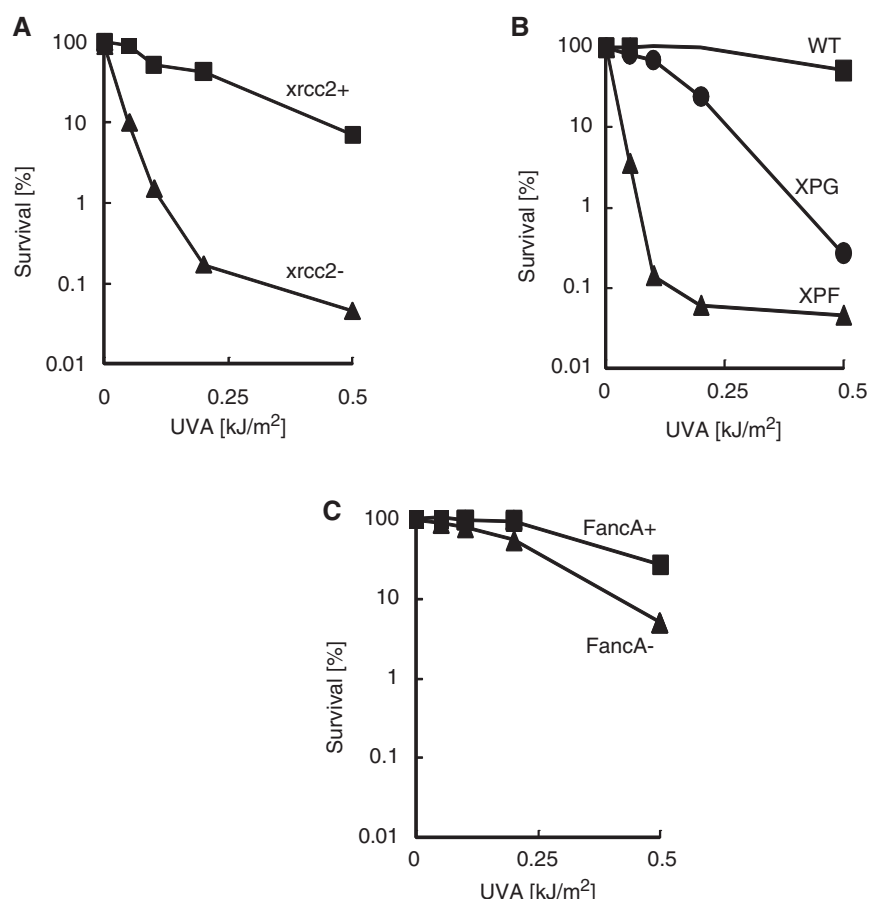 A
100
10
1
0.1
0.01
Survival [%]
xrcc2+
xrcc2-
0 0.25 0.5
UVA [kJ/m2]
B
100
10
1
0.1
0.01
Survival [%]
WT
XPG
XPF
0 0.25 0.5
UVA [kJ/m2]
C
100
10
1
0.1
0.01
Survival [%]
FancA+
FancA-
0 0.25 0.5
UVA [kJ/m2]